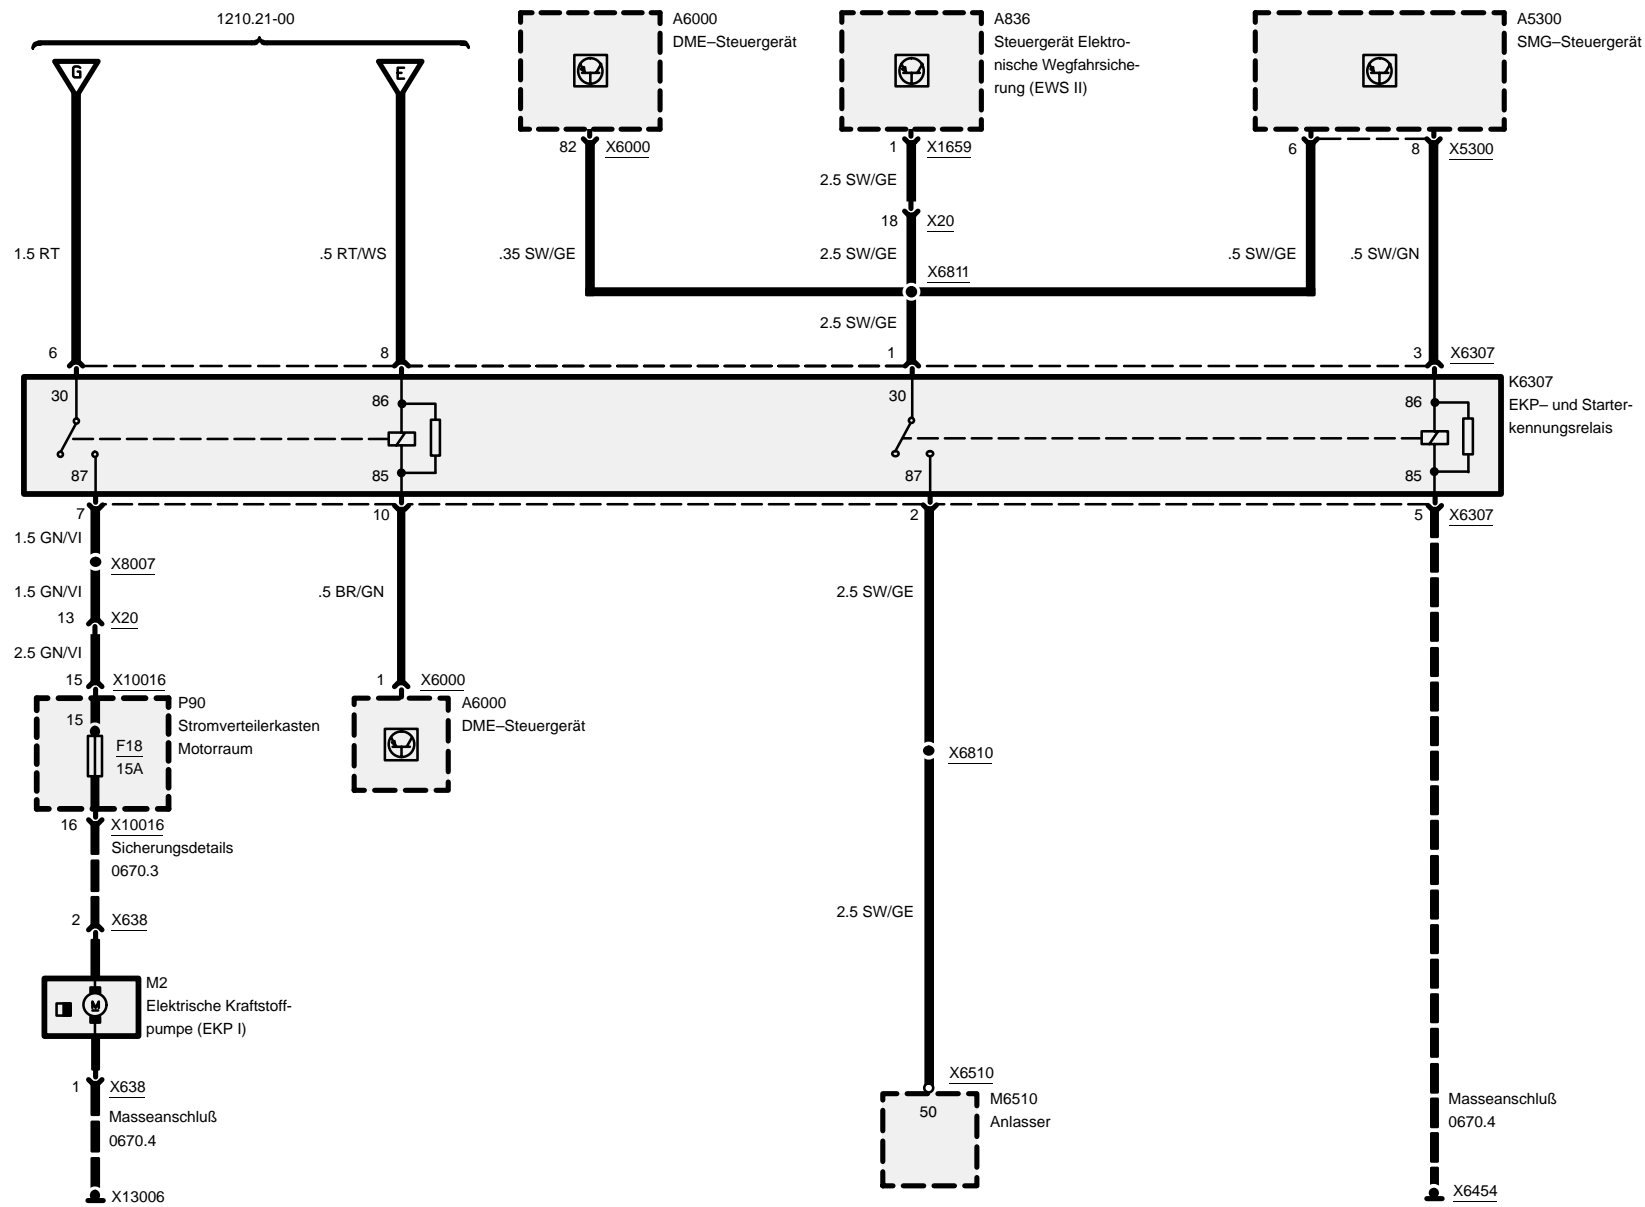 1210.21-00
G
E
A6000
DME–Steuergerät
A836
Steuergerät Elektro-
nische Wegfahrsiche-
rung (EWS II)
A5300
SMG–Steuergerät
82
X6000
1
X1659
6
8
X5300
2.5 SW/GE
18
X20
1.5 RT
.5 RT/WS
.35 SW/GE
2.5 SW/GE
.5 SW/GE
.5 SW/GN
X6811
2.5 SW/GE
6
8
1
3
X6307
30
86
30
86
K6307
EKP– und Starter-
kennungsrelais
87
85
87
85
7
10
2
5
X6307
1.5 GN/VI
X8007
1.5 GN/VI
.5 BR/GN
2.5 SW/GE
13
X20
2.5 GN/VI
15
X10016
1
X6000
P90
Stromverteilerkasten
Motorraum
15
F18
15A
A6000
DME–Steuergerät
X6810
16
X10016
Sicherungsdetails
0670.3
2
X638
2.5 SW/GE
M2
Elektrische Kraftstoff-
pumpe (EKP I)
M
1
X638
Masseanschluß
0670.4
X13006
X6510
50
M6510
Anlasser
Masseanschluß
0670.4
X6454